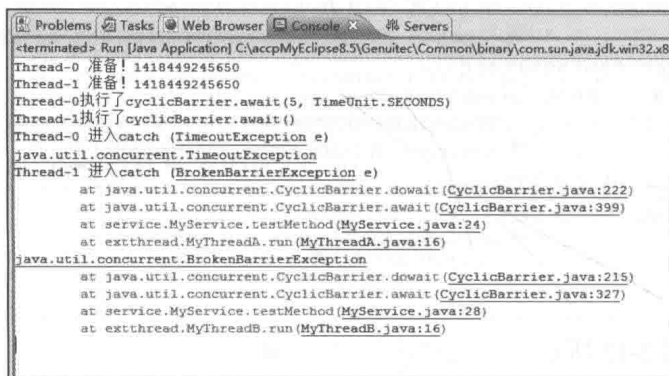 Problems Tasks Web Browser Console Servers
<terminated> Run [Java Application] C:\accpMyEclipse8.5\Genuitec\Common\binary\com.sun.java.jdk.win32.x8
Thread-0 准备！1418449245650
Thread-1 准备！1418449245650
Thread-0执行了cyclicBarrier.await(5, TimeUnit.SECONDS)
Thread-1执行了cyclicBarrier.await()
Thread-0 进入catch (TimeoutException e)
java.util.concurrent.TimeoutException
Thread-1 进入catch (BrokenBarrierException e)
at java.util.concurrent.CyclicBarrier.dowait(CyclicBarrier.java:222)
at java.util.concurrent.CyclicBarrier.await(CyclicBarrier.java:399)
at service.MyService.testMethod(MyService.java:24)
at extthread.MyThreadA.run(MyThreadA.java:16)
java.util.concurrent.BrokenBarrierException
at java.util.concurrent.CyclicBarrier.dowait(CyclicBarrier.java:215)
at java.util.concurrent.CyclicBarrier.await(CyclicBarrier.java:327)
at service.MyService.testMethod(MyService.java:28)
at extthread.MyThreadB.run(MyThreadB.java:16)